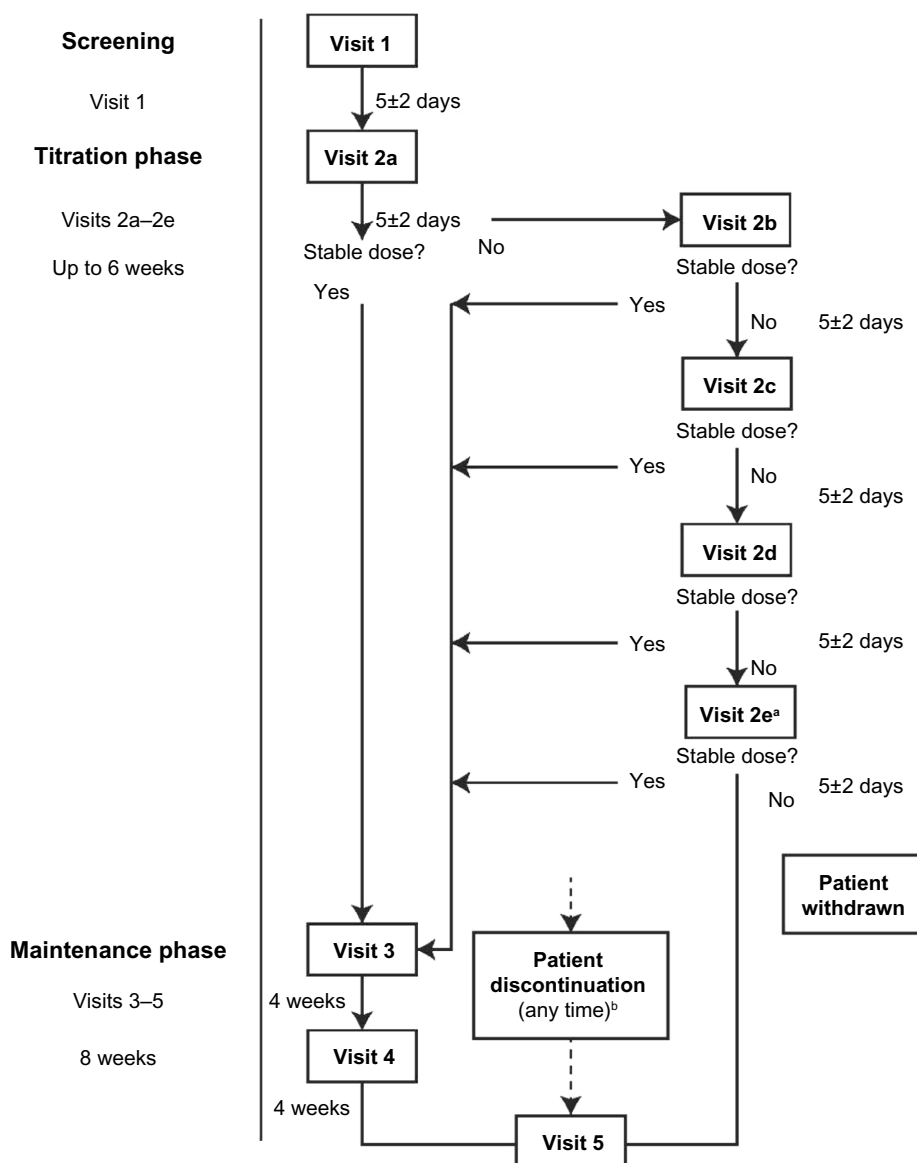 Screening
Visit 1
Visit 1
5±2 days
Titration phase
Visit 2a
Visits 2a–2e
5±2 days
Visit 2b
Up to 6 weeks
Stable dose?
No
Stable dose?
Yes
Yes
No
5±2 days
Visit 2c
Stable dose?
Yes
No
5±2 days
Visit 2d
Stable dose?
Yes
No
5±2 days
Visit 2eᵃ
Stable dose?
Yes
No
5±2 days
Patient
withdrawn
Maintenance phase
Visit 3
Patient
discontinuation
(any time)ᵇ
Visits 3–5
4 weeks
8 weeks
Visit 4
4 weeks
Visit 5